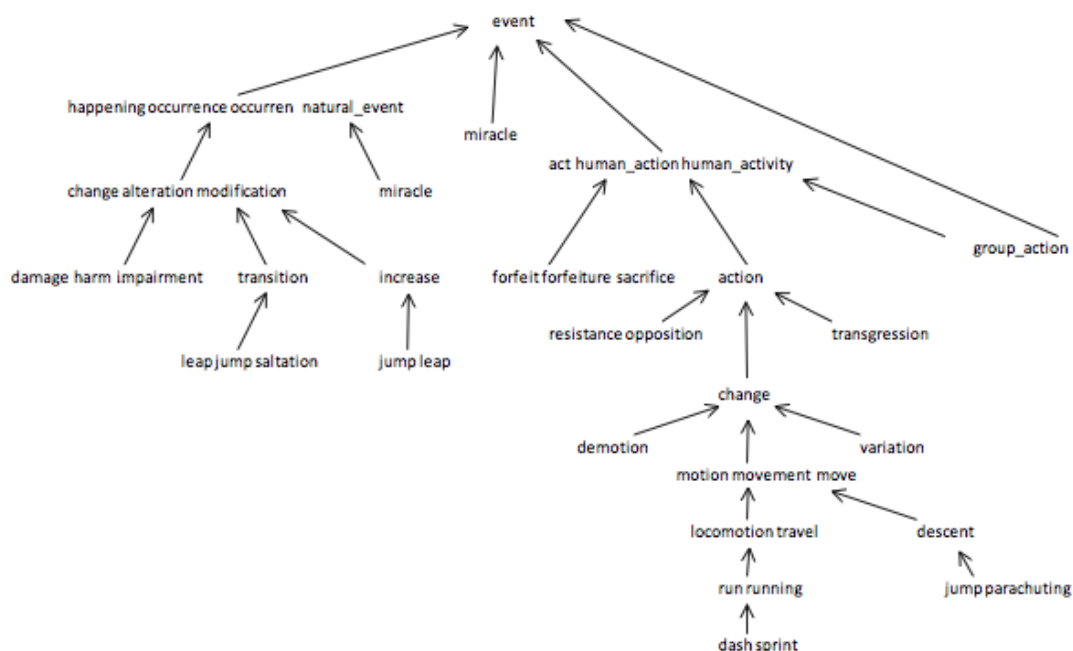 event
happening occurrence occurren natural_event
miracle
act human_action human_activity
change alteration modification
miracle
group_action
damage harm impairment
transition
increase
forfeit forfeiture sacrifice
action
resistance opposition
transgression
leap jump saltation
jump leap
change
demotion
variation
motion movement move
locomotion travel
descent
run running
jump parachuting
dash sprint